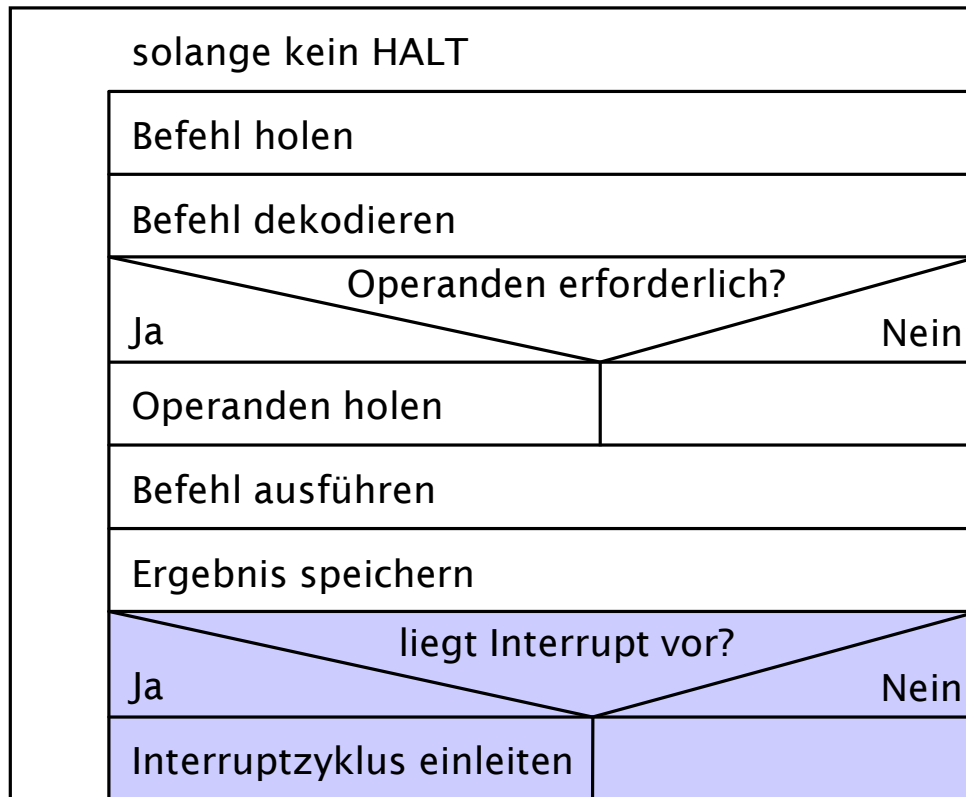 solange kein HALT
Befehl holen
Befehl dekodieren
Operanden erforderlich?
Ja
Nein
Operanden holen
Befehl ausführen
Ergebnis speichern
liegt Interrupt vor?
Ja
Nein
Interruptzyklus einleiten